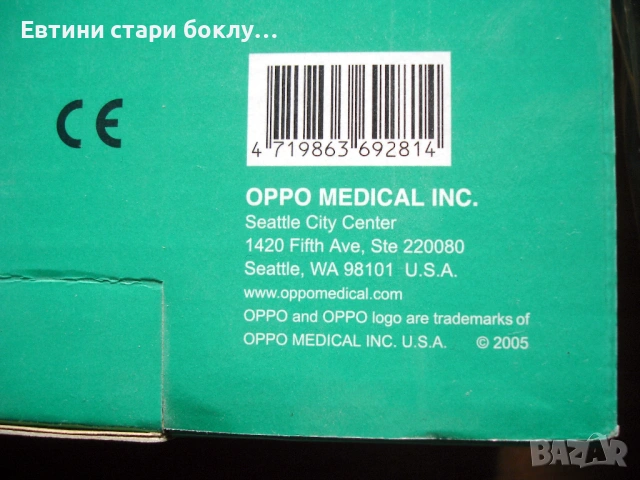 Евтини стари боклу...
CE
4 719863 692814
OPPO MEDICAL INC.
Seattle City Center
1420 Fifth Ave, Ste 220080
Seattle, WA 98101 U.S.A.
www.oppomedical.com
OPPO and OPPO logo are trademarks of
OPPO MEDICAL INC. U.S.A. © 2005
BAZAR